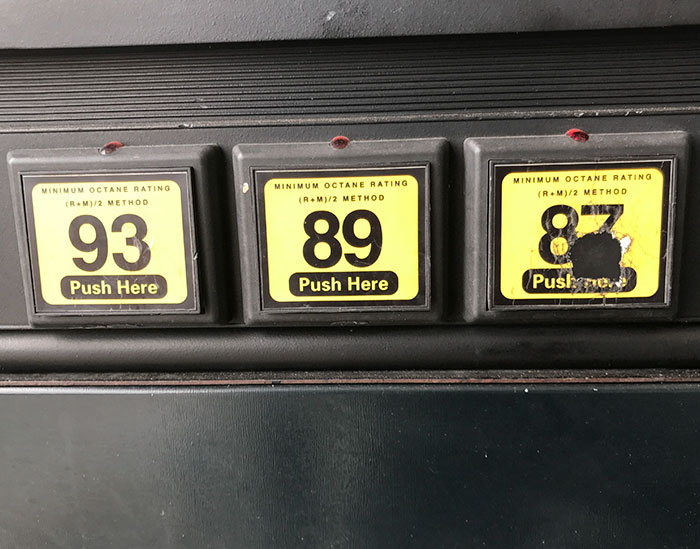 MINIMUM OCTANE RATING
(R+M)/2 METHOD
93
Push Here
MINIMUM OCTANE RATING
(R+M)/2 METHOD
89
Push Here
MINIMUM OCTANE RATING
(R+M)/2 METHOD
87
Push